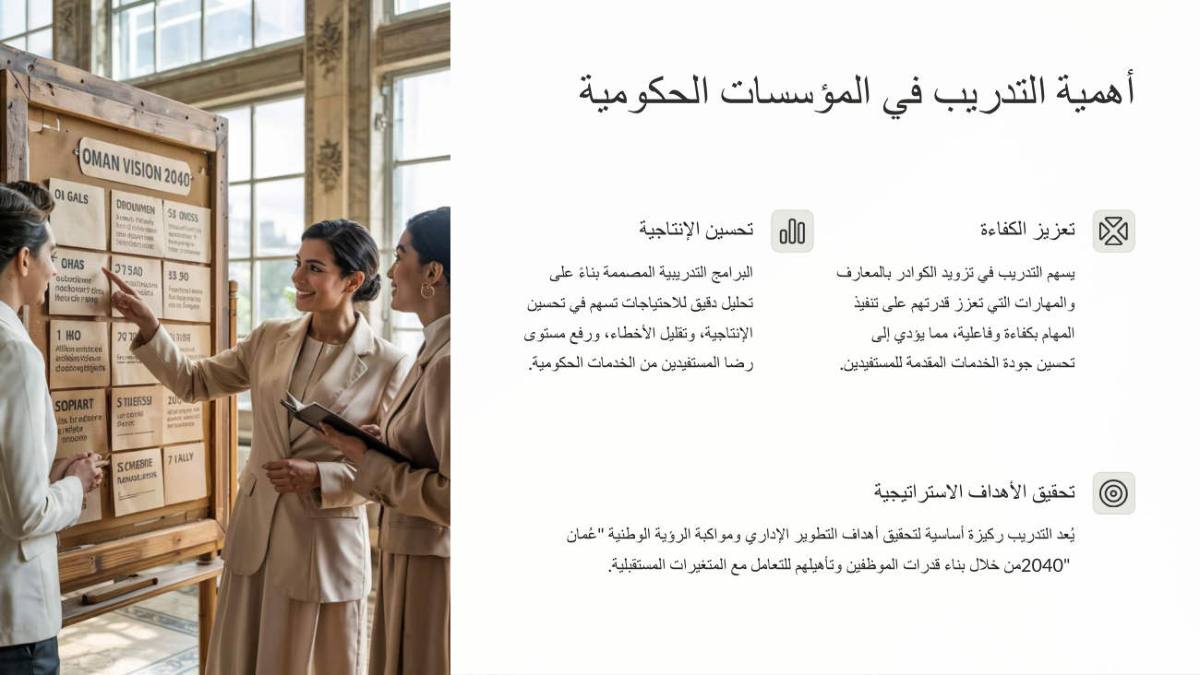 أهمية التدريب في المؤسسات الحكومية
تعزيز الكفاءة
يسهم التدريب في تزويد الكوادر بالمعارف
والمهارات التي تعزز قدرتهم على تنفيذ
المهام بكفاءة وفاعلية، مما يؤدي إلى
تحسين جودة الخدمات المقدمة للمستفيدين.
تحسين الإنتاجية
البرامج التدريبية المصممة بناءً على
تحليل دقيق للاحتياجات تسهم في تحسين
الإنتاجية، وتقليل الأخطاء، ورفع مستوى
رضا المستفيدين من الخدمات الحكومية.
تحقيق الأهداف الاستراتيجية
يُعد التدريب ركيزة أساسية لتحقيق أهداف التطوير الإداري ومواكبة الرؤية الوطنية "عُمان
"2040من خلال بناء قدرات الموظفين وتأهيلهم للتعامل مع المتغيرات المستقبلية.
OMAN VISION 2040